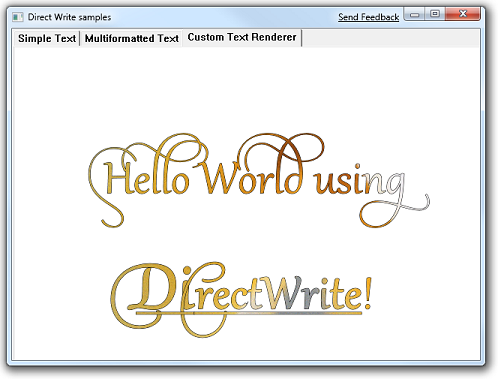 Direct Write samples
Send Feedback
Simple Text
Multiformatted Text
Custom Text Renderer
Hello World using
DirectWrite!